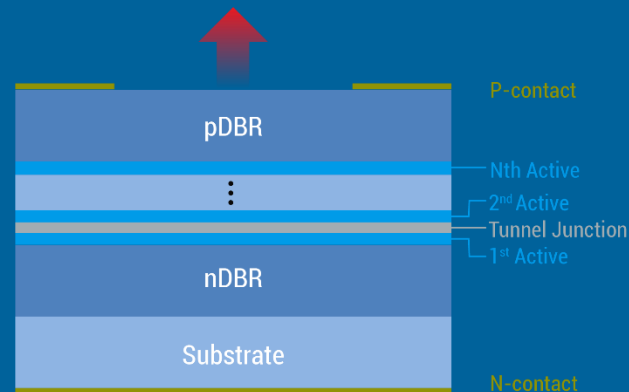 P-contact
pDBR
Nth Active
2nd Active
Tunnel Junction
1st Active
nDBR
Substrate
N-contact